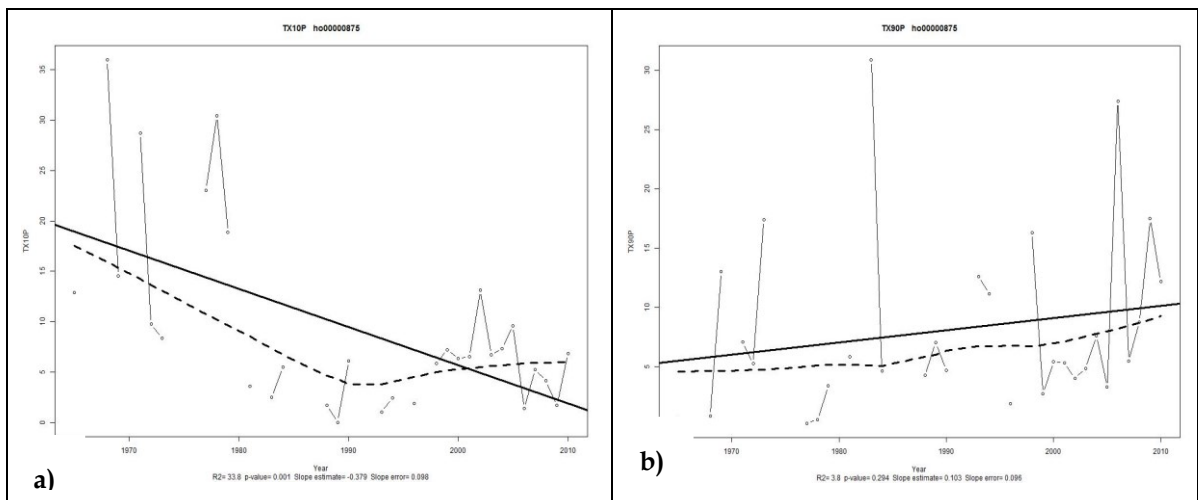 TX10P ho00000875
35
30
25
20
15
10
5
0
TX10P
1970 1980 1990 2000 2010
Year
R2= 33.8 p-value= 0.001 Slope estimate= -0.379 Slope error= 0.098
a)
TX90P ho00000875
30
25
20
15
10
5
TX90P
1970 1980 1990 2000 2010
Year
R2= 3.8 p-value= 0.294 Slope estimate= 0.103 Slope error= 0.096
b)